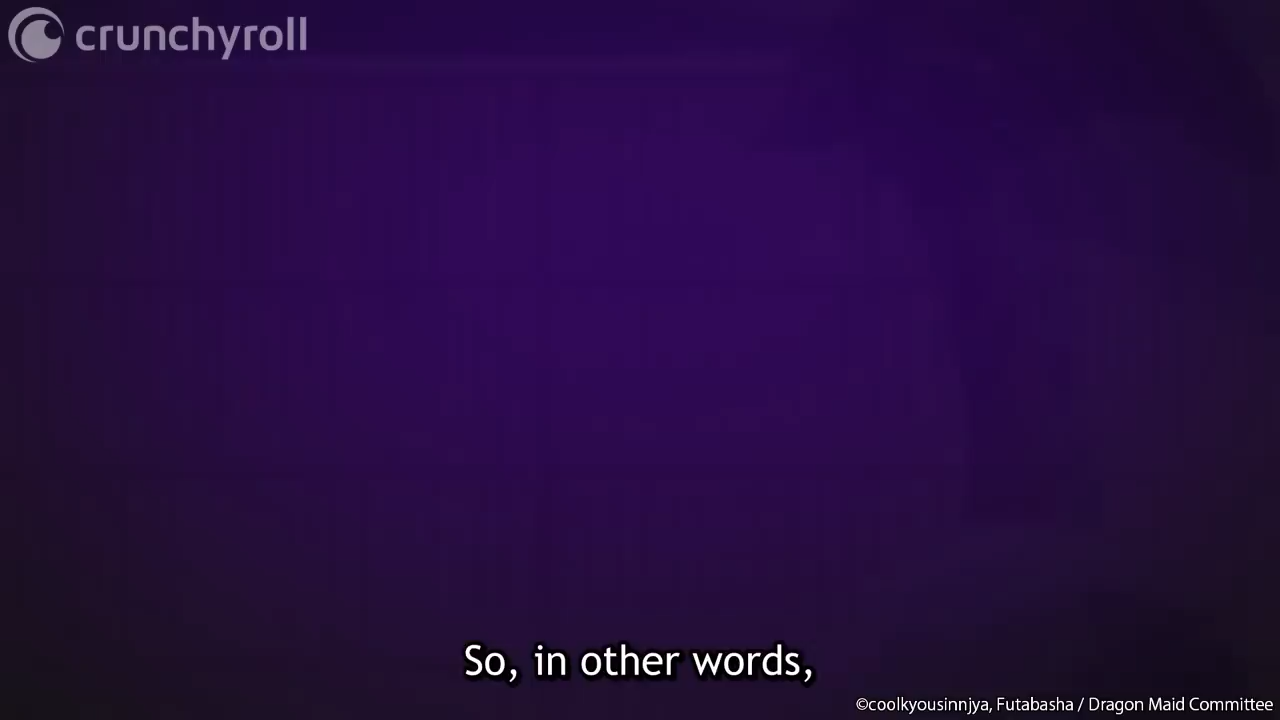 crunchyroll
So, in other words,
©coolkyousinnjya, Futabasha / Dragon Maid Committee